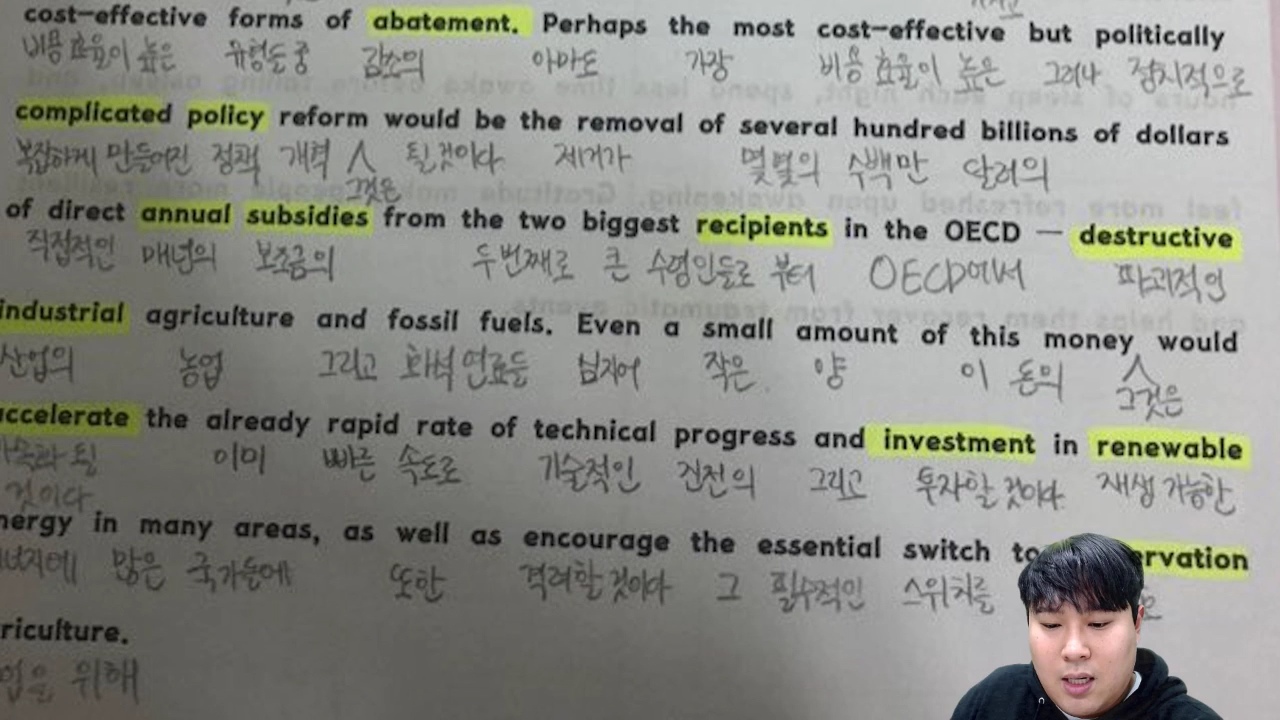 cost-effective forms of abatement. Perhaps the most cost-effective but politically
비용 효율이 높은 유형들 중 감소의 아마도 가장 비용 효율이 높은 그러나 정치적으로
complicated policy reform would be the removal of several hundred billions of dollars
복잡하게 만들어진 정책 개혁 될것이다 제거가 몇몇의 수백만 달러의
그것은
of direct annual subsidies from the two biggest recipients in the OECD — destructive
직접적인 매년의 보조금의 두번째로 큰 수령인들로 부터 OECD에서 파괴적인
industrial agriculture and fossil fuels. Even a small amount of this money would
산업의 농업 그리고 화석 연료들 심지어 작은 양 이 돈의 그것은
accelerate the already rapid rate of technical progress and investment in renewable
이미 빠른 속도로 기술적인 진전의 그리고 투자할 것이다 재생 가능한
것이다
in many areas, as well as encourage the essential switch
많은 국가들에 또한 격려할 것이다 그 필수적인 스위치를
위해